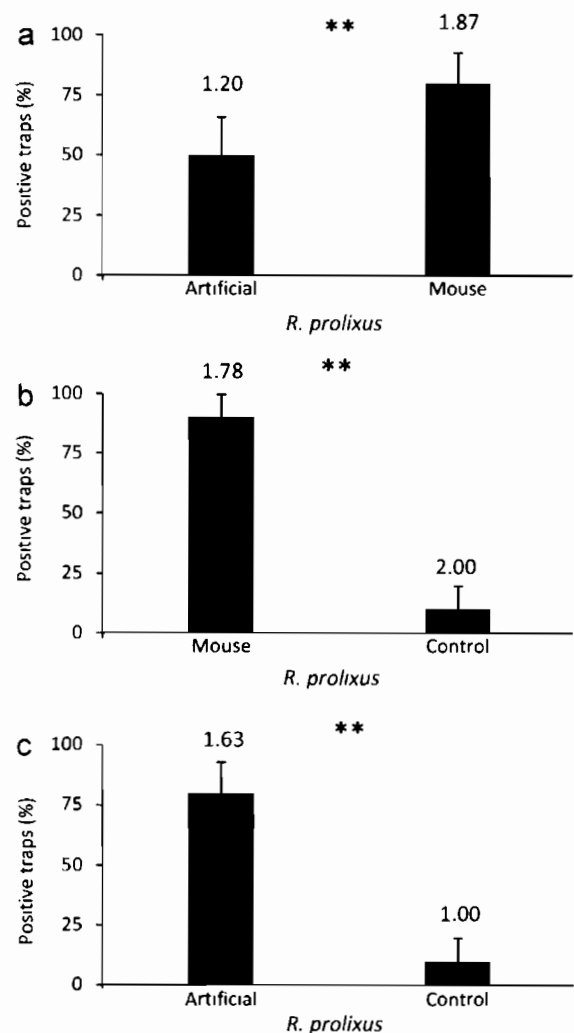 a
**
Positive traps (%)
100
75
50
25
0
1.20
1.87
Artificial
Mouse
R. prolixus
b
**
Positive traps (%)
100
75
50
25
0
1.78
2.00
Mouse
Control
R. prolixus
c
**
Positive traps (%)
100
75
50
25
0
1.63
1.00
Artificial
Control
R. prolixus